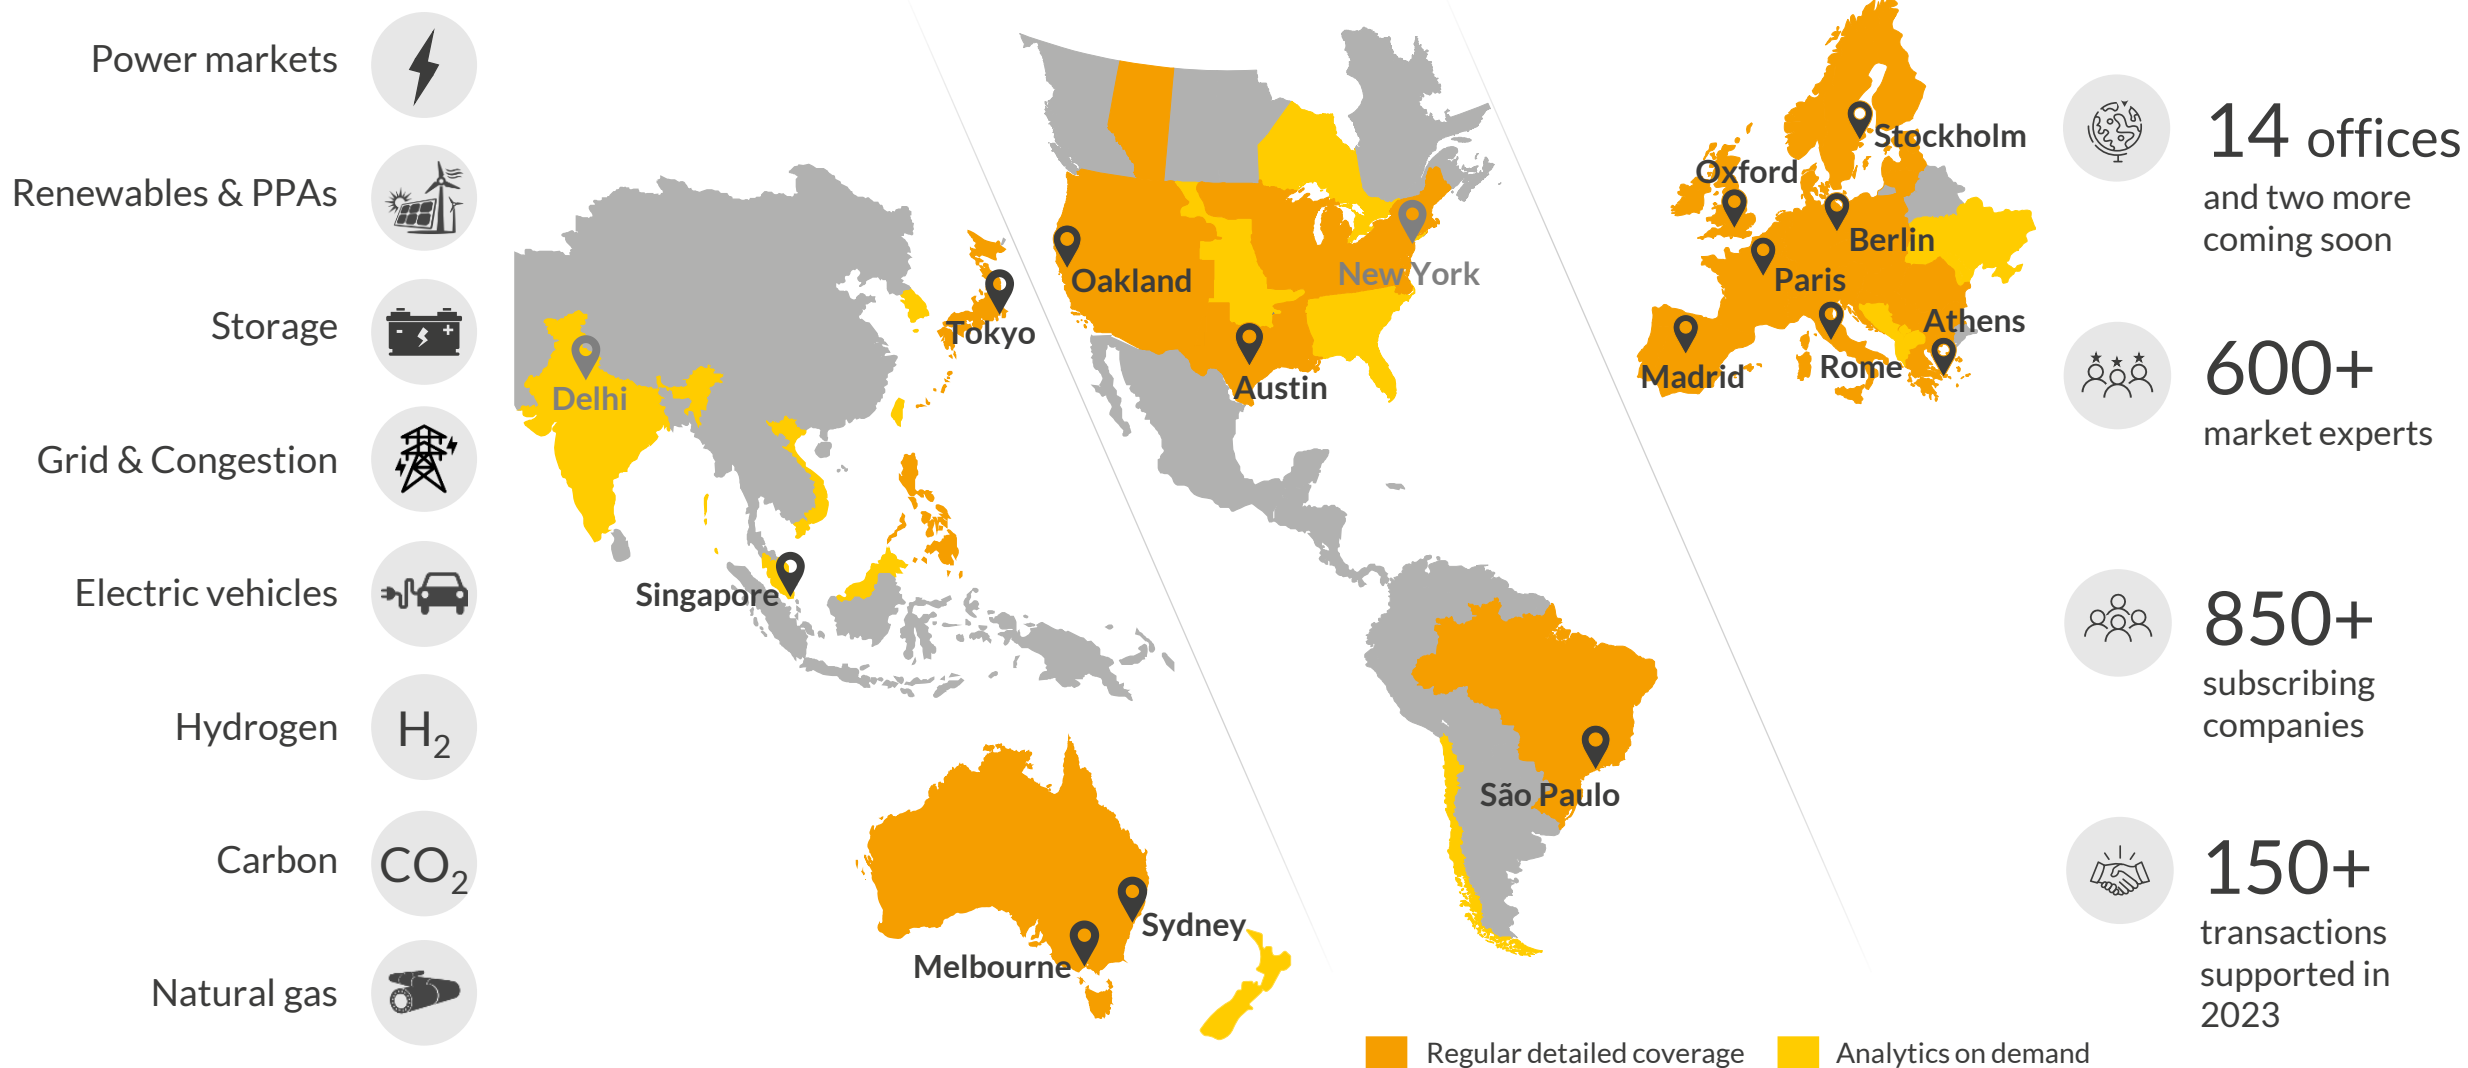 Power markets
Renewables & PPAs
Storage
Grid & Congestion
Electric vehicles
Hydrogen
H2
Carbon
CO2
Natural gas
Delhi
Tokyo
Singapore
Melbourne
Sydney
Oakland
New York
Austin
São Paulo
Stockholm
Oxford
Berlin
Paris
Athens
Madrid
Rome
14 offices
and two more
coming soon
600+
market experts
850+
subscribing
companies
150+
transactions
supported in
2023
Regular detailed coverage
Analytics on demand